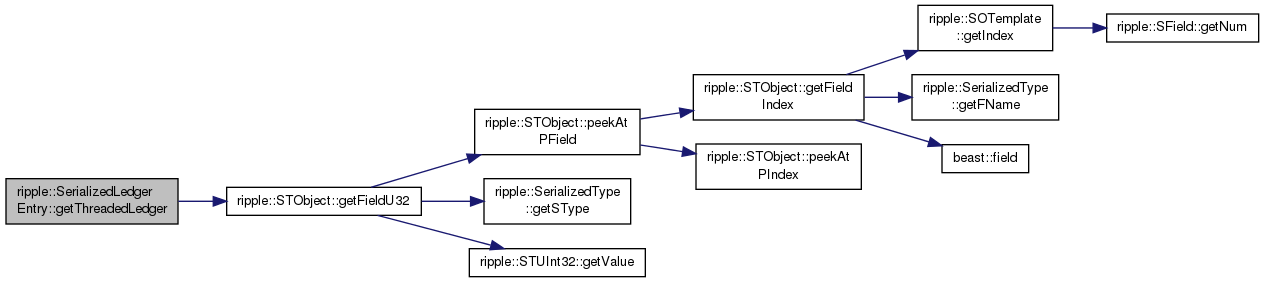 ripple::SerializedLedger
Entry::getThreadedLedger
ripple::STObject::getFieldU32
ripple::STObject::peekAt
PField
ripple::SerializedType
::getSType
ripple::STUInt32::getValue
ripple::STObject::getField
Index
ripple::STObject::peekAt
PIndex
ripple::SOTemplate
::getIndex
ripple::SerializedType
::getFName
beast::field
ripple::SField::getNum